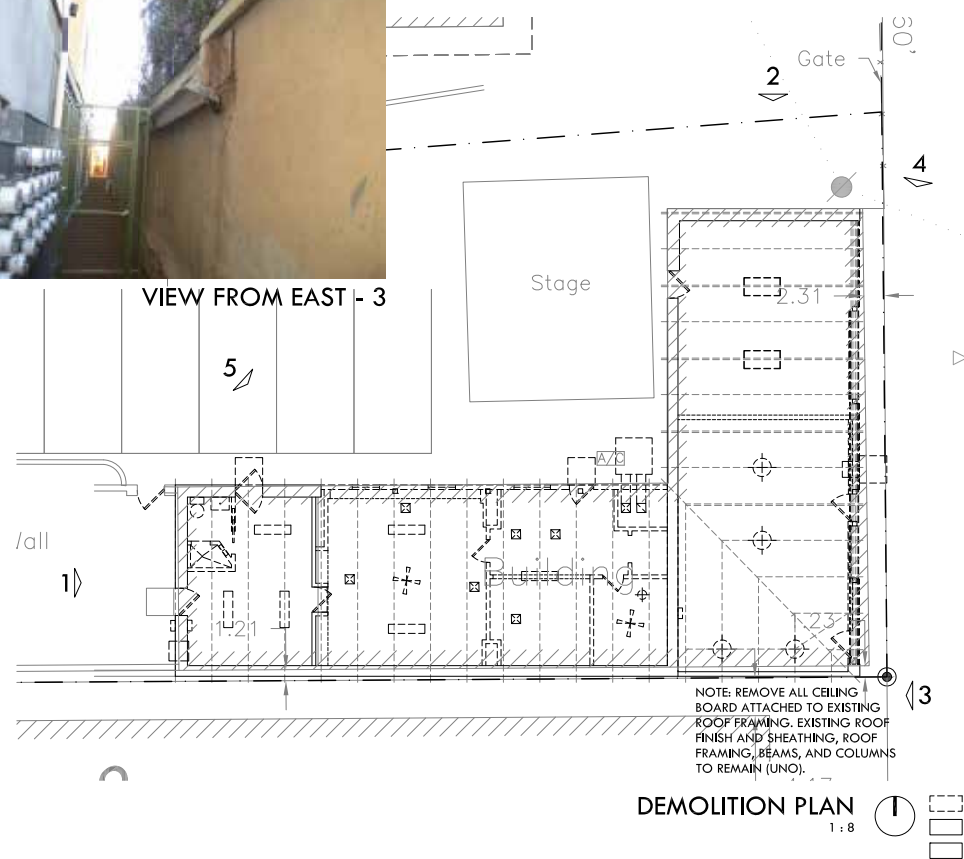 50'
Gate
2
4
VIEW FROM EAST - 3
Stage
2.31
5
A/C
1
Building
1.21
.23
3
NOTE: REMOVE ALL CEILING
BOARD ATTACHED TO EXISTING
ROOF FRAMING. EXISTING ROOF
FINISH AND SHEATHING, ROOF
FRAMING, BEAMS, AND COLUMNS
TO REMAIN (UNO).
DEMOLITION PLAN
1 : 8